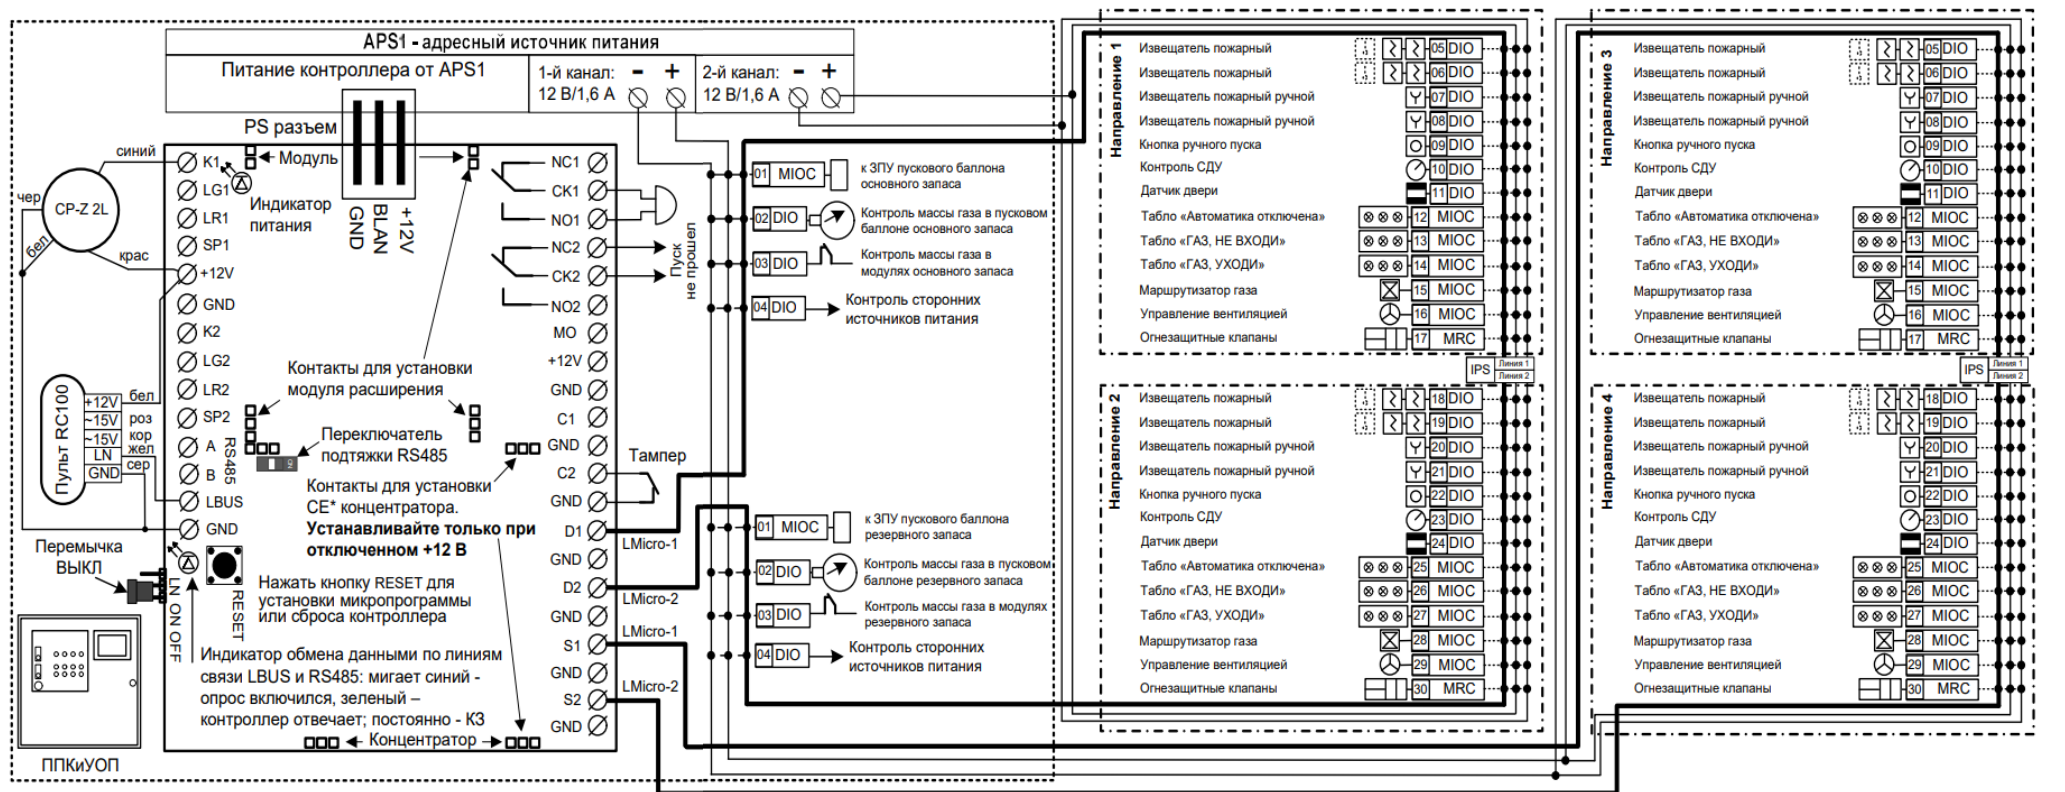 APS1 - адресный источник питания
Питание контроллера от APS1
1-й канал: - +
12 В/1,6 А
2-й канал: - +
12 В/1,6 А
PS разъем
GND
BLAN
+12V
Модуль
Индикатор
питания
синий
чер
CP-Z 2L
бел
крас
K1
LG1
LR1
SP1
+12V
GND
K2
LG2
LR2
SP2
A
B
RS485
LBUS
GND
Пульт RC100
+12V
~15V
~15V
LN
GND
бел
роз
кор
жел
сер
Контакты для установки
модуля расширения
Переключатель
подтяжки RS485
ON
Контакты для установки
CE* концентратора.
Устанавливайте только при
отключенном +12 В
Перемычка
ВЫКЛ
LN ON OFF
RESET
Нажать кнопку RESET для
установки микропрограммы
или сброса контроллера
Индикатор обмена данными по линиям
связи LBUS и RS485: мигает синий -
опрос включился, зеленый –
контроллер отвечает; постоянно - КЗ
Концентратор
ППКиУОП
NC1
CK1
NO1
NC2
CK2
NO2
MO
+12V
GND
C1
GND
C2
GND
D1
GND
D2
GND
S1
GND
S2
GND
Пуск
не прошел
Тампер
LMicro-1
LMicro-2
LMicro-1
LMicro-2
01 MIOC
к ЗПУ пускового баллона
основного запаса
02 DIO
Контроль массы газа в пусковом
баллоне основного запаса
03 DIO
Контроль массы газа в
модулях основного запаса
04 DIO
Контроль сторонних
источников питания
01 MIOC
к ЗПУ пускового баллона
резервного запаса
02 DIO
Контроль массы газа в пусковом
баллоне резервного запаса
03 DIO
Контроль массы газа в модулях
резервного запаса
04 DIO
Контроль сторонних
источников питания
Направление 1
Извещатель пожарный 05 DIO
Извещатель пожарный 06 DIO
Извещатель пожарный ручной 07 DIO
Извещатель пожарный ручной 08 DIO
Кнопка ручного пуска 09 DIO
Контроль СДУ 10 DIO
Датчик двери 11 DIO
Табло «Автоматика отключена» 12 MIOC
Табло «ГАЗ, НЕ ВХОДИ» 13 MIOC
Табло «ГАЗ, УХОДИ» 14 MIOC
Маршрутизатор газа 15 MIOC
Управление вентиляцией 16 MIOC
Огнезащитные клапаны 17 MRC
IPS
Линия 1
Линия 2
Направление 2
Извещатель пожарный 18 DIO
Извещатель пожарный 19 DIO
Извещатель пожарный ручной 20 DIO
Извещатель пожарный ручной 21 DIO
Кнопка ручного пуска 22 DIO
Контроль СДУ 23 DIO
Датчик двери 24 DIO
Табло «Автоматика отключена» 25 MIOC
Табло «ГАЗ, НЕ ВХОДИ» 26 MIOC
Табло «ГАЗ, УХОДИ» 27 MIOC
Маршрутизатор газа 28 MIOC
Управление вентиляцией 29 MIOC
Огнезащитные клапаны 30 MRC
Направление 3
Извещатель пожарный 05 DIO
Извещатель пожарный 06 DIO
Извещатель пожарный ручной 07 DIO
Извещатель пожарный ручной 08 DIO
Кнопка ручного пуска 09 DIO
Контроль СДУ 10 DIO
Датчик двери 11 DIO
Табло «Автоматика отключена» 12 MIOC
Табло «ГАЗ, НЕ ВХОДИ» 13 MIOC
Табло «ГАЗ, УХОДИ» 14 MIOC
Маршрутизатор газа 15 MIOC
Управление вентиляцией 16 MIOC
Огнезащитные клапаны 17 MRC
IPS
Линия 1
Линия 2
Направление 4
Извещатель пожарный 18 DIO
Извещатель пожарный 19 DIO
Извещатель пожарный ручной 20 DIO
Извещатель пожарный ручной 21 DIO
Кнопка ручного пуска 22 DIO
Контроль СДУ 23 DIO
Датчик двери 24 DIO
Табло «Автоматика отключена» 25 MIOC
Табло «ГАЗ, НЕ ВХОДИ» 26 MIOC
Табло «ГАЗ, УХОДИ» 27 MIOC
Маршрутизатор газа 28 MIOC
Управление вентиляцией 29 MIOC
Огнезащитные клапаны 30 MRC